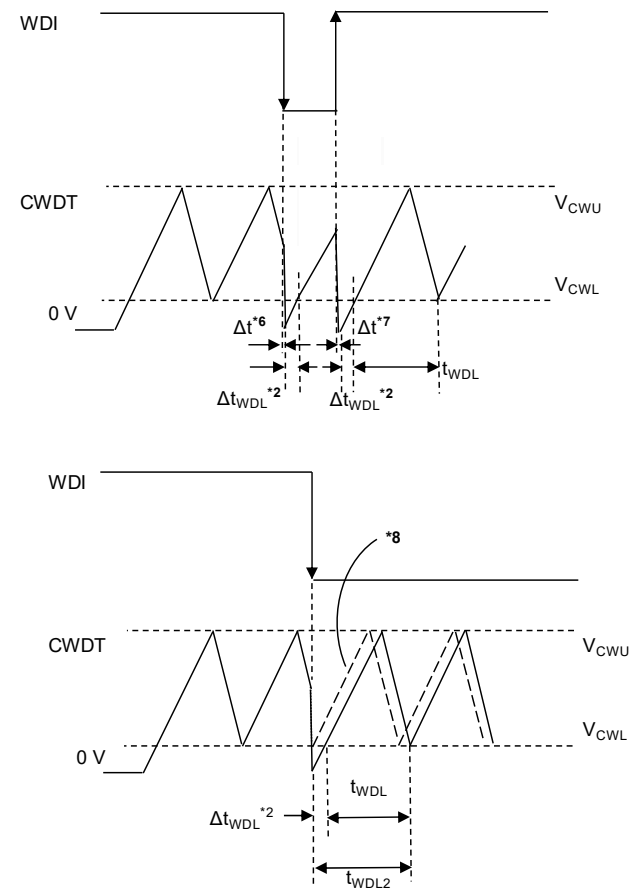 WDI
CWDT
V_CWU
V_CWL
0 V
Δt*6
Δt*7
t_WDL
Δt_WDL*2
Δt_WDL*2
WDI
*8
CWDT
V_CWU
V_CWL
0 V
t_WDL
Δt_WDL*2
t_WDL2